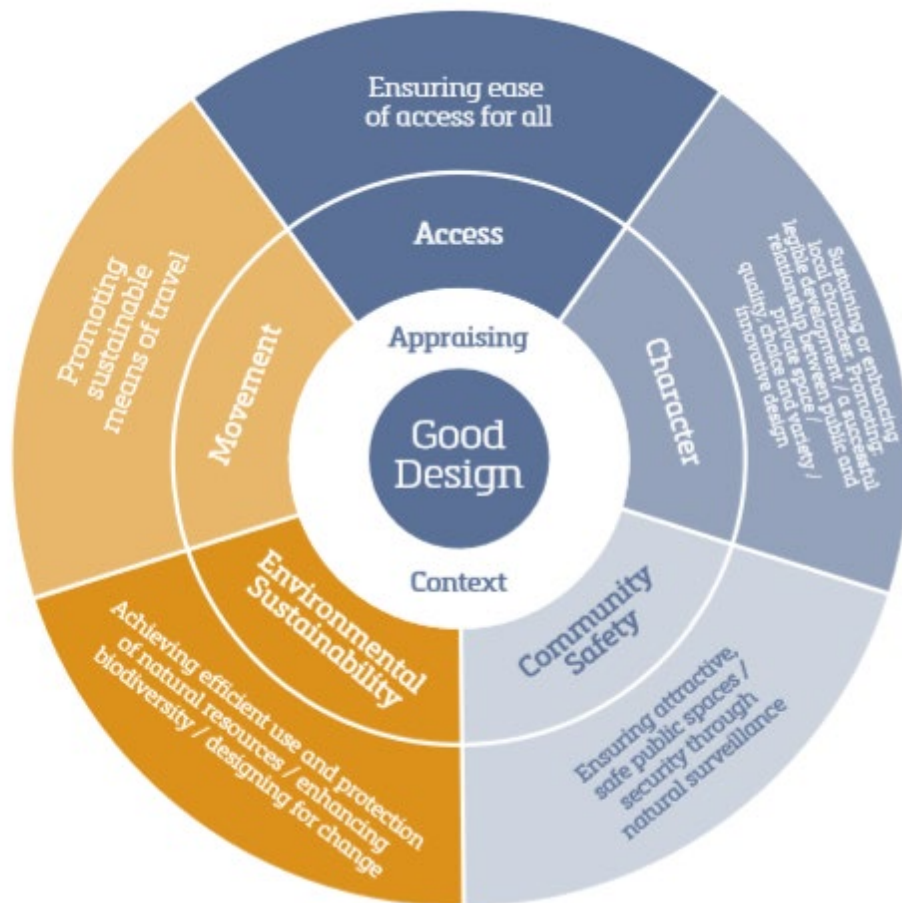 Ensuring ease
of access for all
Access
Sustaining or enhancing
local character. Promoting:
legible development / a successful
relationship between public and
private space /
quality, choice and variety /
innovative design
Character
Ensuring attractive,
safe public spaces /
security through
natural surveillance
Community
Safety
Achieving efficient use and protection
of natural resources / enhancing
biodiversity / designing for change
Environmental
Sustainability
Promoting
sustainable
means of travel
Movement
Appraising
Good
Design
Context